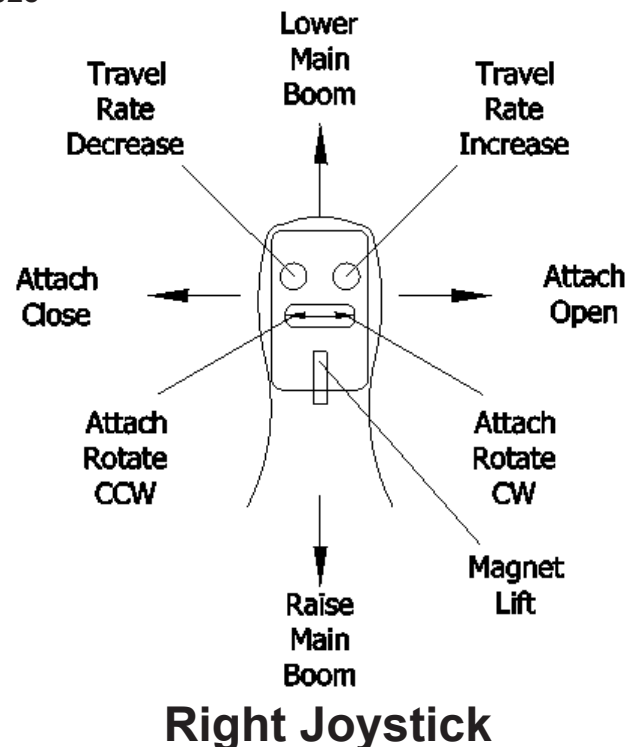 Lower
Main
Boom
Travel
Rate
Decrease
Travel
Rate
Increase
Attach
Close
Attach
Open
Attach
Rotate
CCW
Attach
Rotate
CW
Magnet
Lift
Raise
Main
Boom
Right Joystick